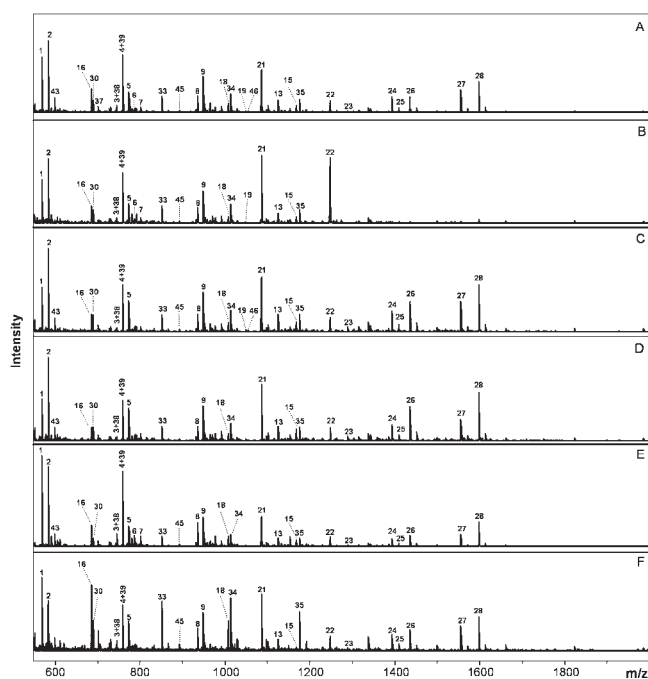 A
1 2 43 16 30 37 3+38 4+39 5 6 7 33 45 8 9 18 34 19 46 21 13 15 35 22 23 24 25 26 27 28
B
1 2 16 30 3+38 4+39 5 6 7 33 45 8 9 18 34 19 21 13 15 35 22
C
1 2 43 16 30 3+38 4+39 5 33 45 8 9 18 34 19 46 21 13 15 35 22 23 24 25 26 27 28
D
1 2 43 16 30 3+38 4+39 5 33 8 9 18 34 21 13 15 35 22 23 24 25 26 27 28
E
1 2 43 16 30 3+38 4+39 5 6 7 33 45 8 9 18 34 21 13 15 35 22 23 24 25 26 27 28
F
1 2 16 30 3+38 4+39 5 33 45 8 9 18 34 21 13 15 35 22 23 24 25 26 27 28
Intensity
600 800 1000 1200 1400 1600 1800 m/z